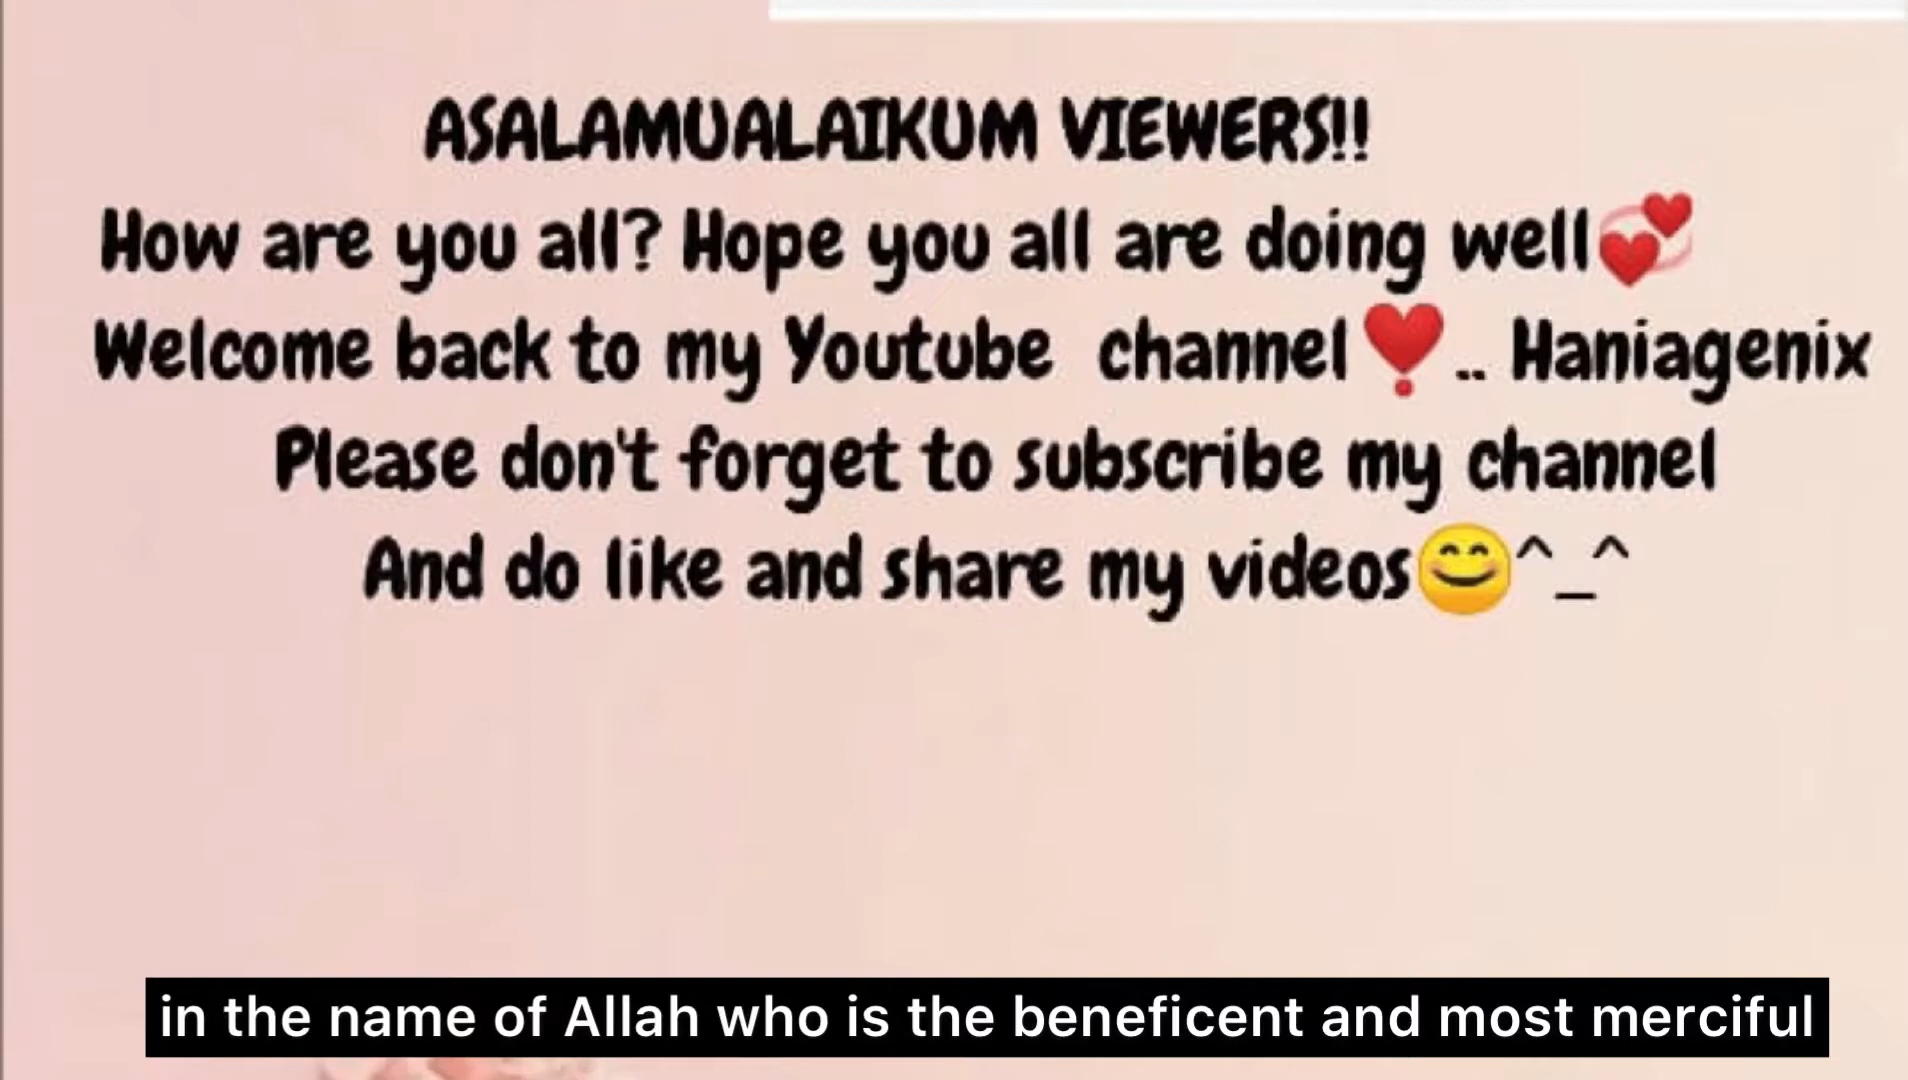 ASALAMUALAIKUM VIEWERS!!
How are you all? Hope you all are doing well💞
Welcome back to my Youtube channel❣️.. Haniagenix
Please don't forget to subscribe my channel
And do like and share my videos😊^_^
in the name of Allah who is the beneficent and most merciful